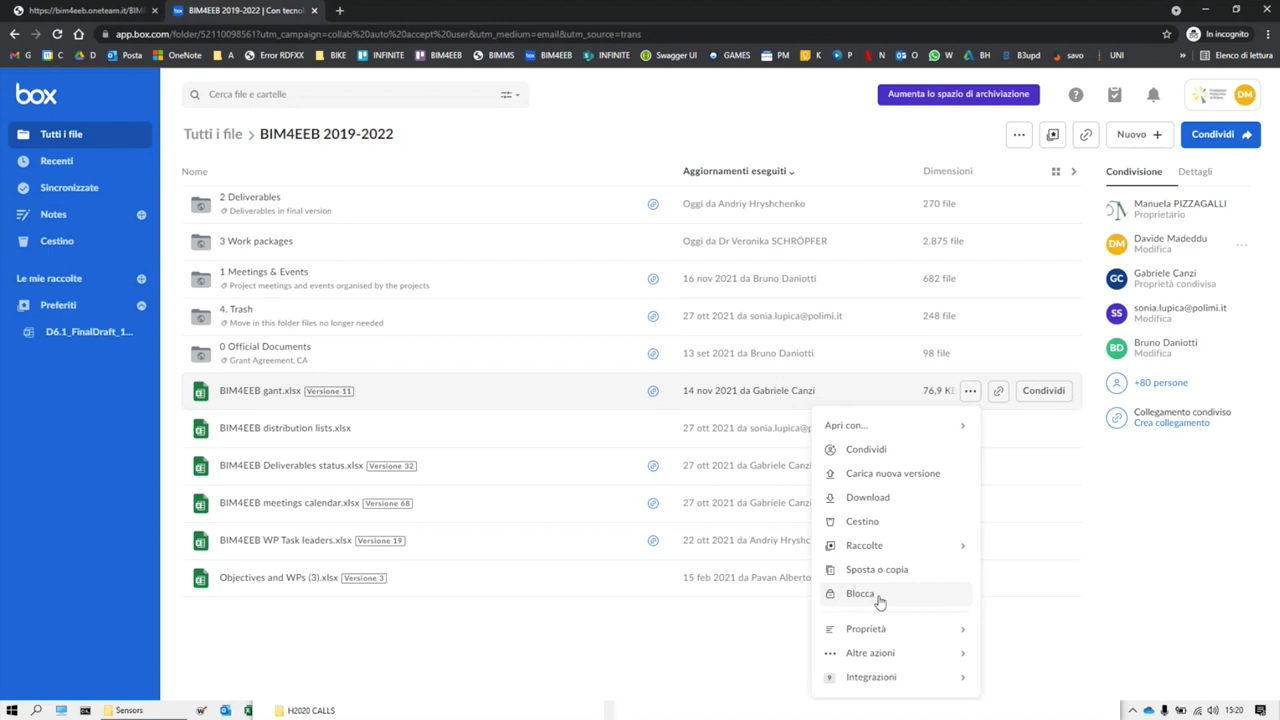 https://bim4eeb.oneteam.it/BIM
BIM4EEB 2019-2022 | Con tecnol
app.box.com/folder/52110098561?utm_campaign=collab%20auto%20accept%20user&utm_medium=email&utm_source=trans
In incognito
G
C
D
OneNote
A
Error RDFXX
BIKE
INFINITE
BIM4EEB
UTM
BIMMS
Posta
INFINITE
Swagger UI
GAMES
PM
K
P
N
O
W
BH
B3upd
savo
UNI
Elenco di lettura
box
Cerca file e cartelle
Aumenta lo spazio di archiviazione
DM
Tutti i file
Recenti
Sincronizzate
Notes
Cestino
Le mie raccolte
Preferiti
D6.1_FinalDraft_1...
Tutti i file > BIM4EEB 2019-2022
Nuovo +
Condividi
Nome
Aggiornamenti eseguiti
Dimensioni
2 Deliverables
Deliverables in final version
Oggi da Andriy Hryshchenko
270 file
3 Work packages
Oggi da Dr Veronika SCHRÖPFER
2.875 file
1 Meetings & Events
Project meetings and events organised by the projects
16 nov 2021 da Bruno Daniotti
682 file
4. Trash
Move in this folder files no longer needed
27 ott 2021 da sonia.lupica@polimi.it
248 file
0 Official Documents
Grant Agreement, CA
13 set 2021 da Bruno Daniotti
98 file
BIM4EEB gant.xlsx Versione 11
14 nov 2021 da Gabriele Canzi
76,9 K
Condividi
BIM4EEB distribution lists.xlsx
27 ott 2021 da sonia.lupica@p
BIM4EEB Deliverables status.xlsx Versione 32
27 ott 2021 da Gabriele Canzi
BIM4EEB meetings calendar.xlsx Versione 68
27 ott 2021 da Gabriele Canzi
BIM4EEB WP Task leaders.xlsx Versione 19
22 ott 2021 da Andriy Hryshc
Objectives and WPs (3).xlsx Versione 3
15 feb 2021 da Pavan Alberto
Apri con...
Condividi
Carica nuova versione
Download
Cestino
Raccolte
Sposta o copia
Blocca
Proprietà
Altre azioni
Integrazioni
Condivisione
Dettagli
Manuela PIZZAGALLI
Proprietario
DM
Davide Madeddu
Modifica
GC
Gabriele Canzi
Proprietà condivisa
SS
sonia.lupica@polimi.it
Modifica
BD
Bruno Daniotti
Modifica
+80 persone
Collegamento condiviso
Crea collegamento
Sensors
H2020 CALLS
15:20